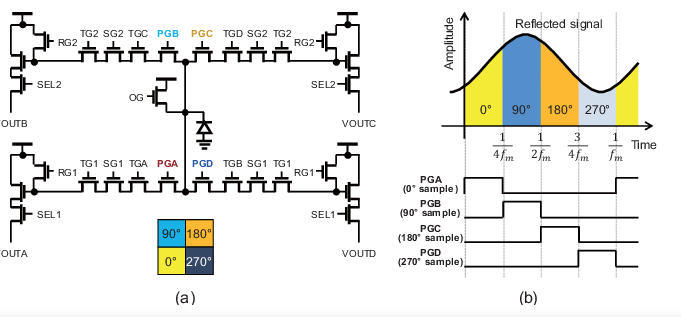 RG2 TG2 SG2 TGC PGB PGC TGD SG2 TG2 RG2
SEL2 SEL2
OG
VOUTC
RG1 TG1 SG1 TGA PGA PGD TGB SG1 TG1 RG1
SEL1 SEL1
90° 180°
0° 270°
VOUTD
(a)
Reflected signal
Amplitude
0° 90° 180° 270°
1 1 3 1
4fm 2fm 4fm fm
Time
PGA
(0° sample)
PGB
(90° sample)
PGC
(180° sample)
PGD
(270° sample)
(b)